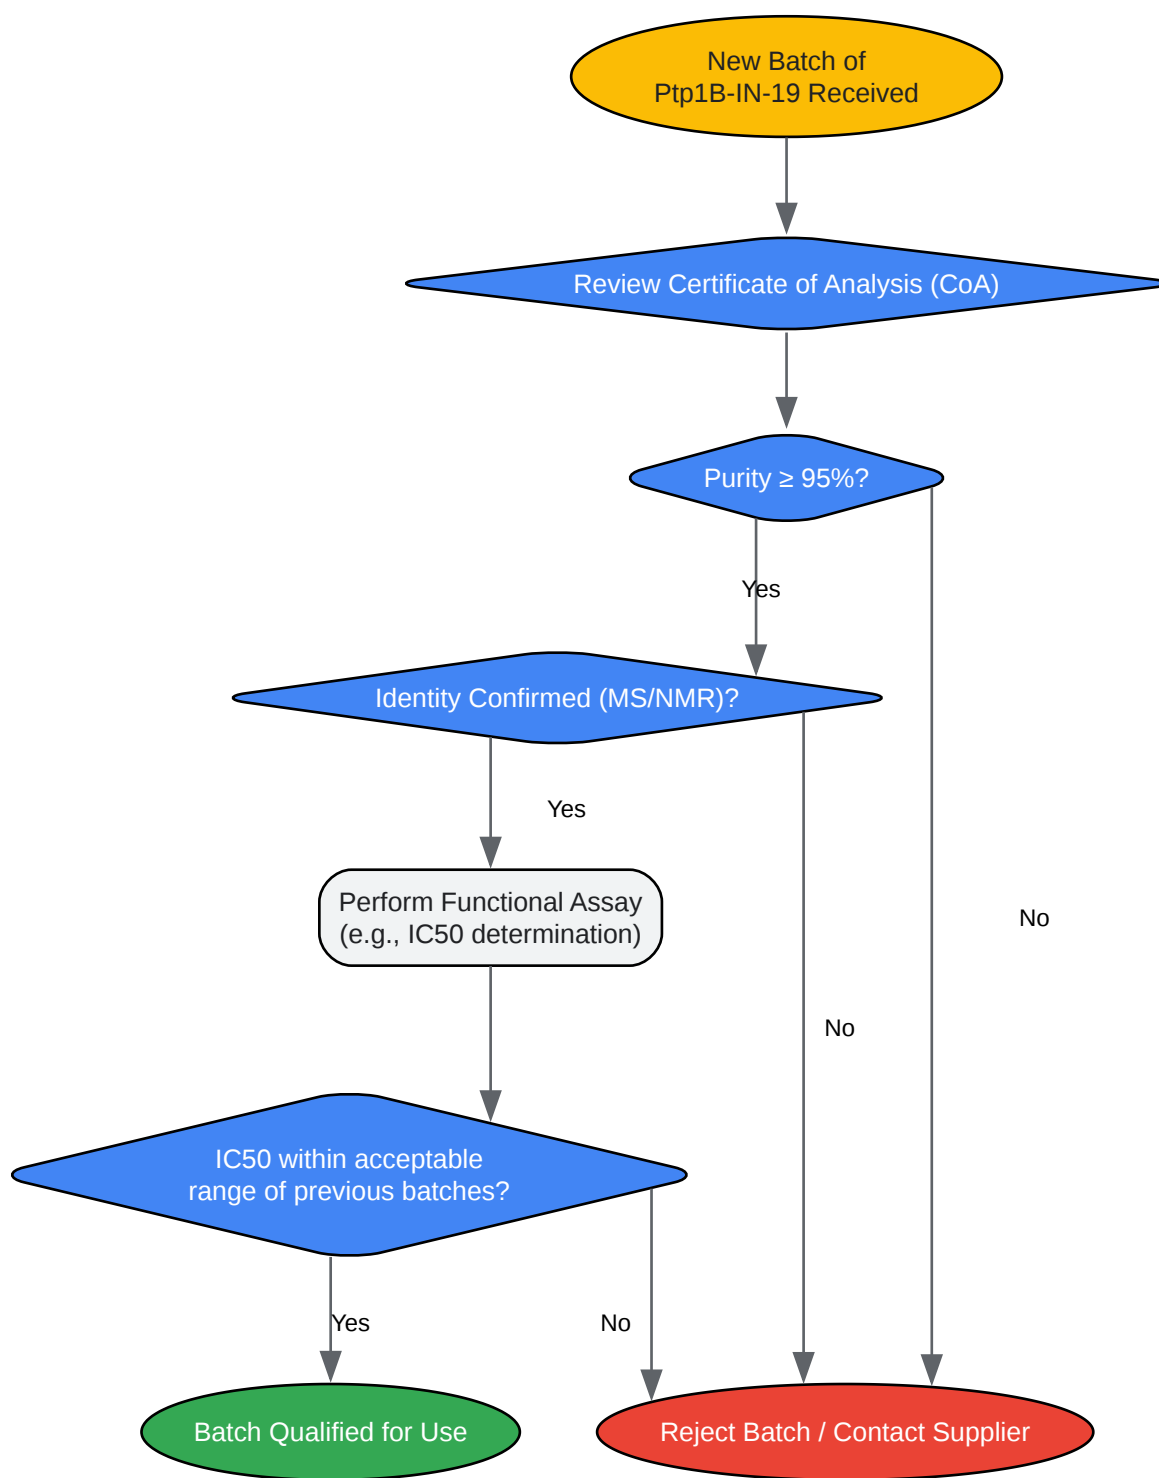 New Batch of
Ptp1B-IN-19 Received
Review Certificate of Analysis (CoA)
Purity ≥ 95%?
Yes
Identity Confirmed (MS/NMR)?
Yes
Perform Functional Assay
(e.g., IC50 determination)
No
No
IC50 within acceptable
range of previous batches?
Yes
No
Batch Qualified for Use
Reject Batch / Contact Supplier